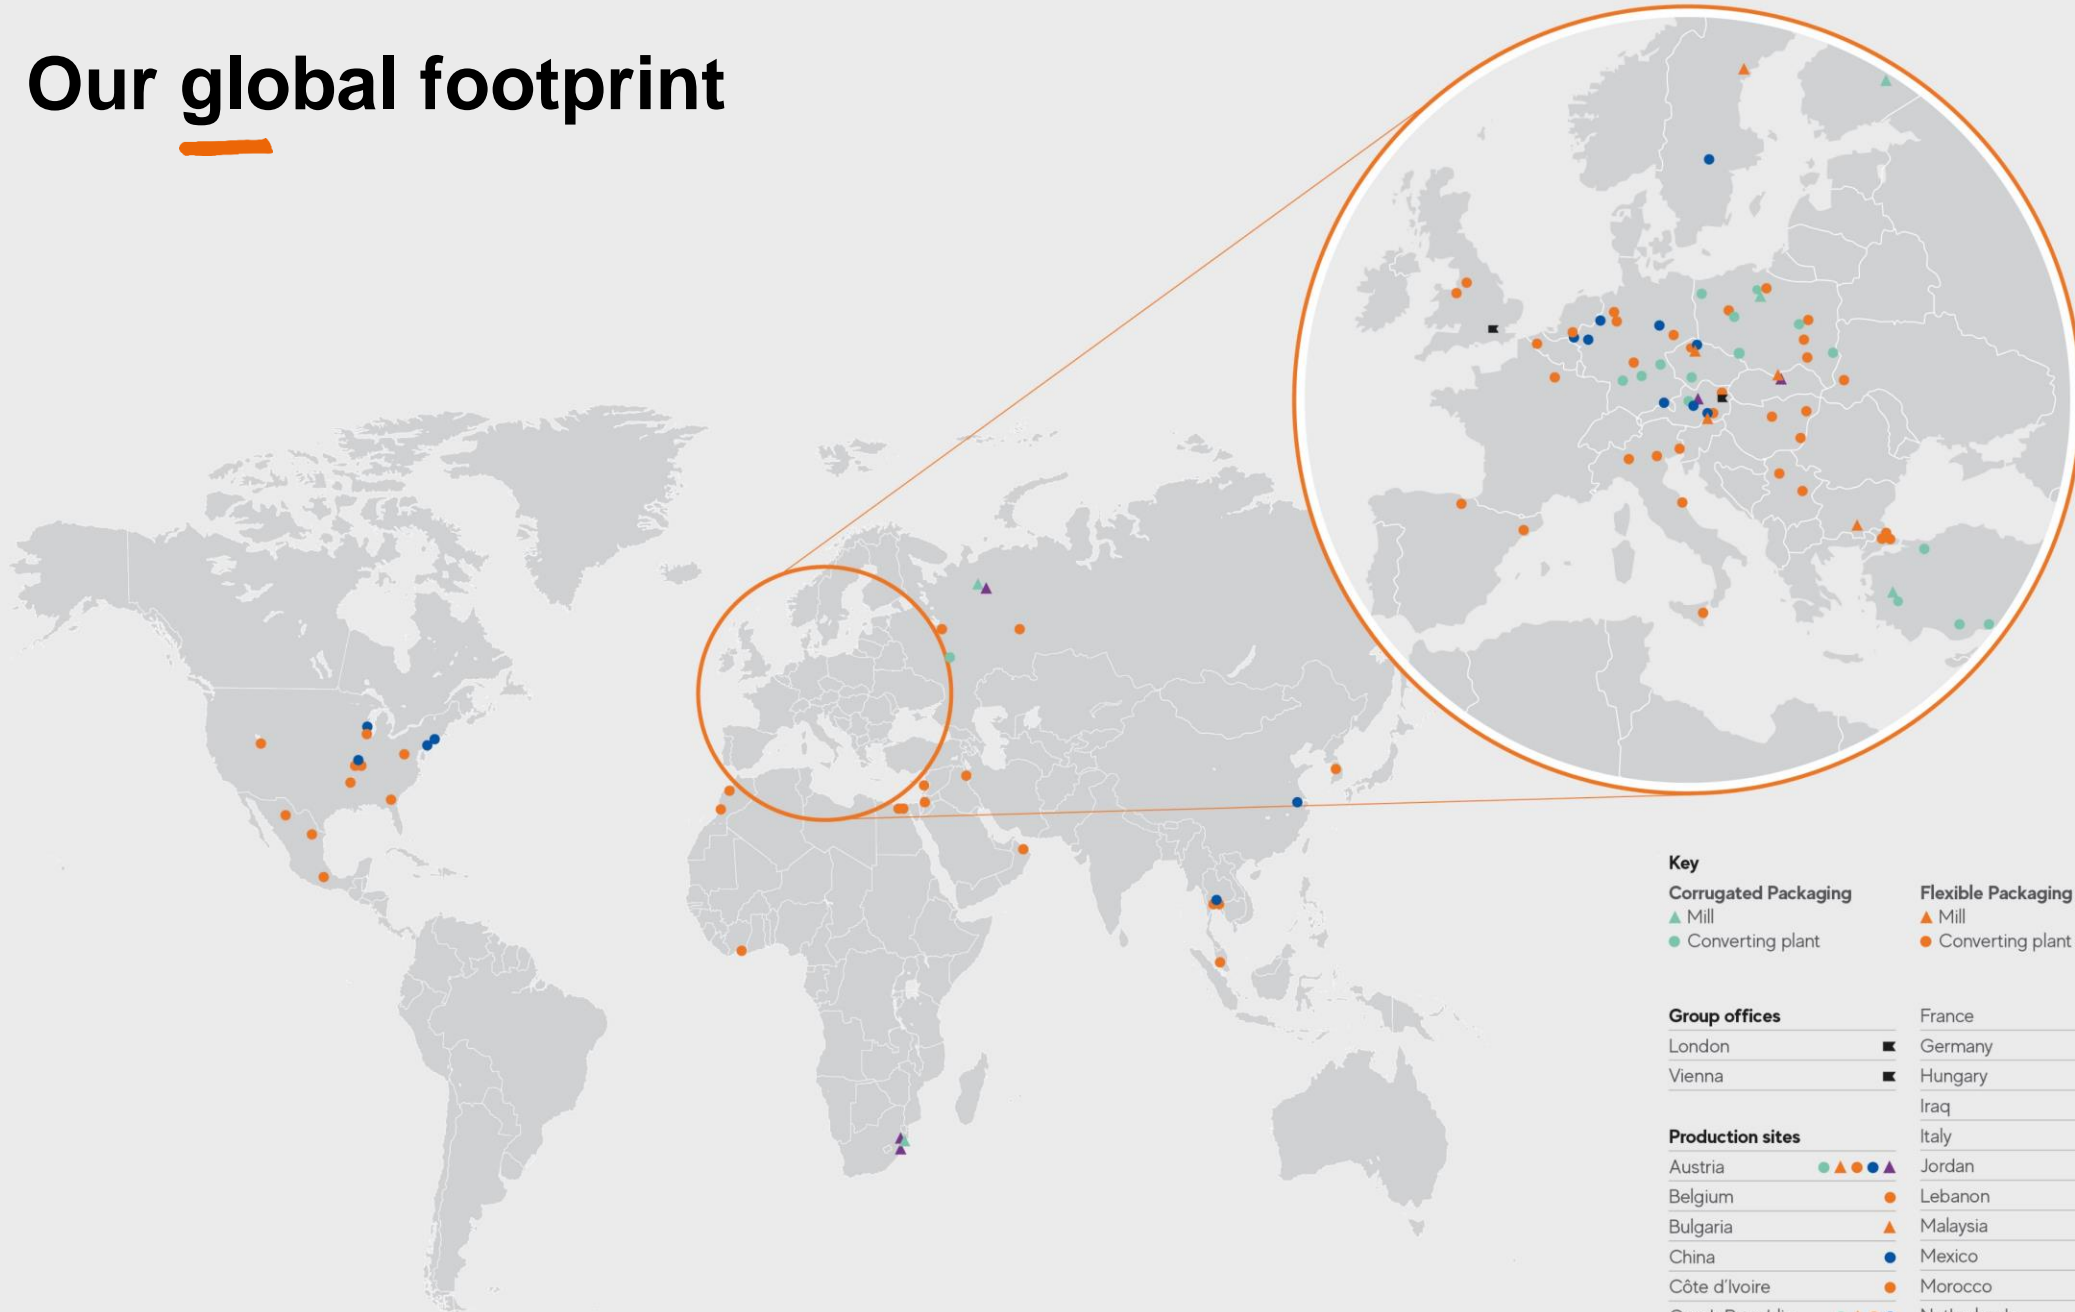 Our global footprint
Key
Corrugated Packaging
Mill
Converting plant
Flexible Packaging
Mill
Converting plant
Group offices
London
Vienna
Production sites
Austria
Belgium
Bulgaria
China
Côte d'Ivoire
France
Germany
Hungary
Iraq
Italy
Jordan
Lebanon
Malaysia
Mexico
Morocco